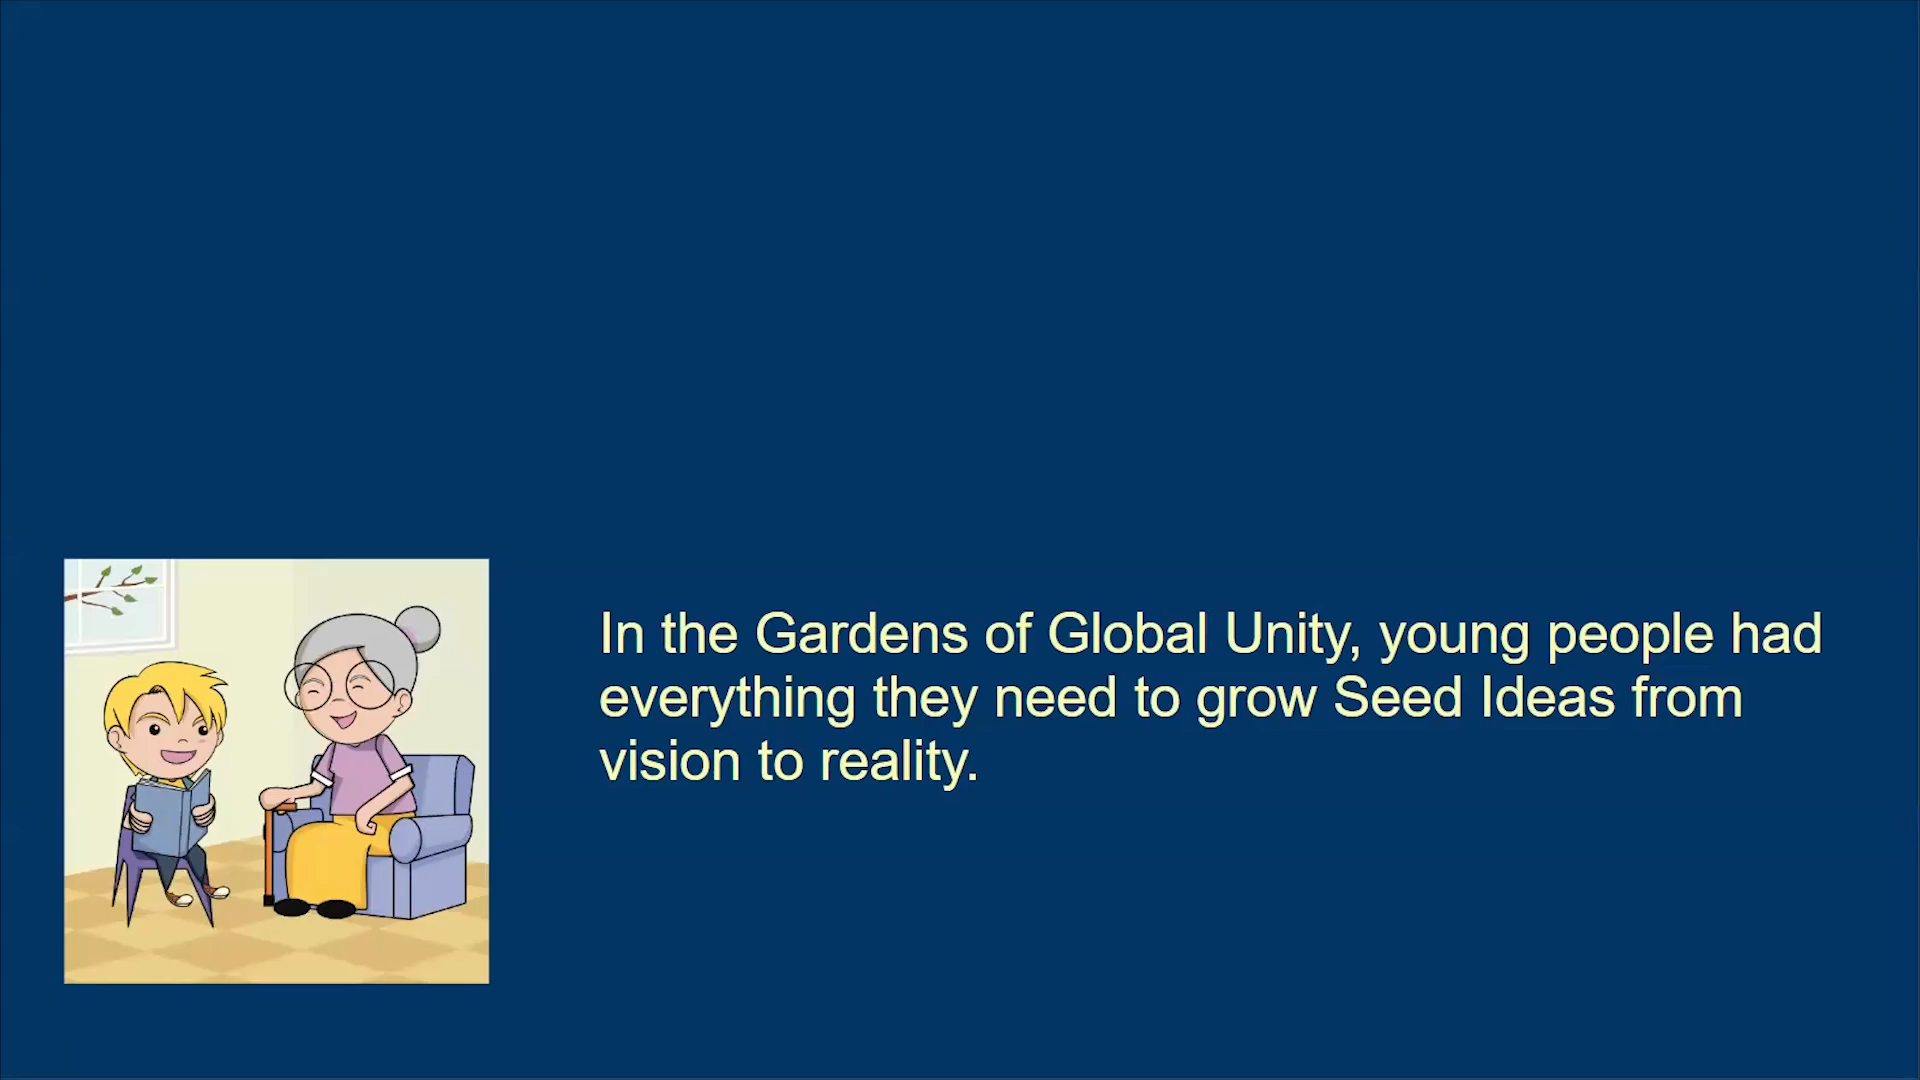 In the Gardens of Global Unity, young people had
everything they need to grow Seed Ideas from
vision to reality.